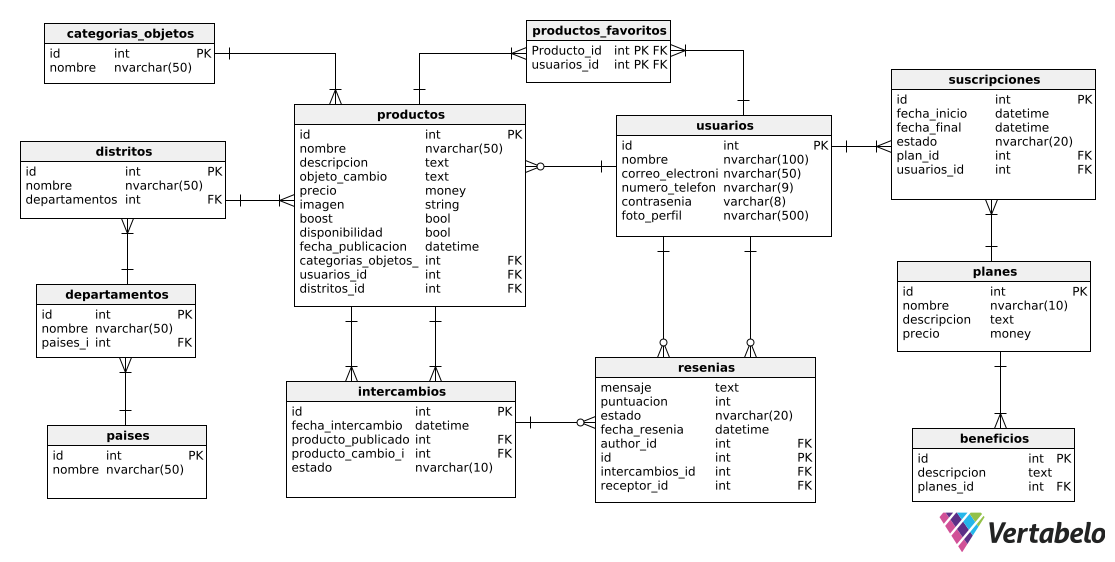 categorias_objetos
id int PK
nombre nvarchar(50)
productos_favoritos
Producto_id int PK FK
usuarios_id int PK FK
suscripciones
id int PK
fecha_inicio datetime
fecha_final datetime
estado nvarchar(20)
plan_id int FK
usuarios_id int FK
productos
id int PK
nombre nvarchar(50)
descripcion text
objeto_cambio text
precio money
imagen string
boost bool
disponibilidad bool
fecha_publicacion datetime
categorias_objetos_ int FK
usuarios_id int FK
distritos_id int FK
usuarios
id int PK
nombre nvarchar(100)
correo_electroni nvarchar(50)
numero_telefon nvarchar(9)
contrasenia varchar(8)
foto_perfil nvarchar(500)
distritos
id int PK
nombre nvarchar(50)
departamentos int FK
planes
id int PK
nombre nvarchar(10)
descripcion text
precio money
departamentos
id int PK
nombre nvarchar(50)
paises_i int FK
resenias
mensaje text
puntuacion int
estado nvarchar(20)
fecha_resenia datetime
author_id int FK
id int PK
intercambios_id int FK
receptor_id int FK
intercambios
id int PK
fecha_intercambio datetime
producto_publicado int FK
producto_cambio_i int FK
estado nvarchar(10)
paises
id int PK
nombre nvarchar(50)
beneficios
id int PK
descripcion text
planes_id int FK
Vertabelo